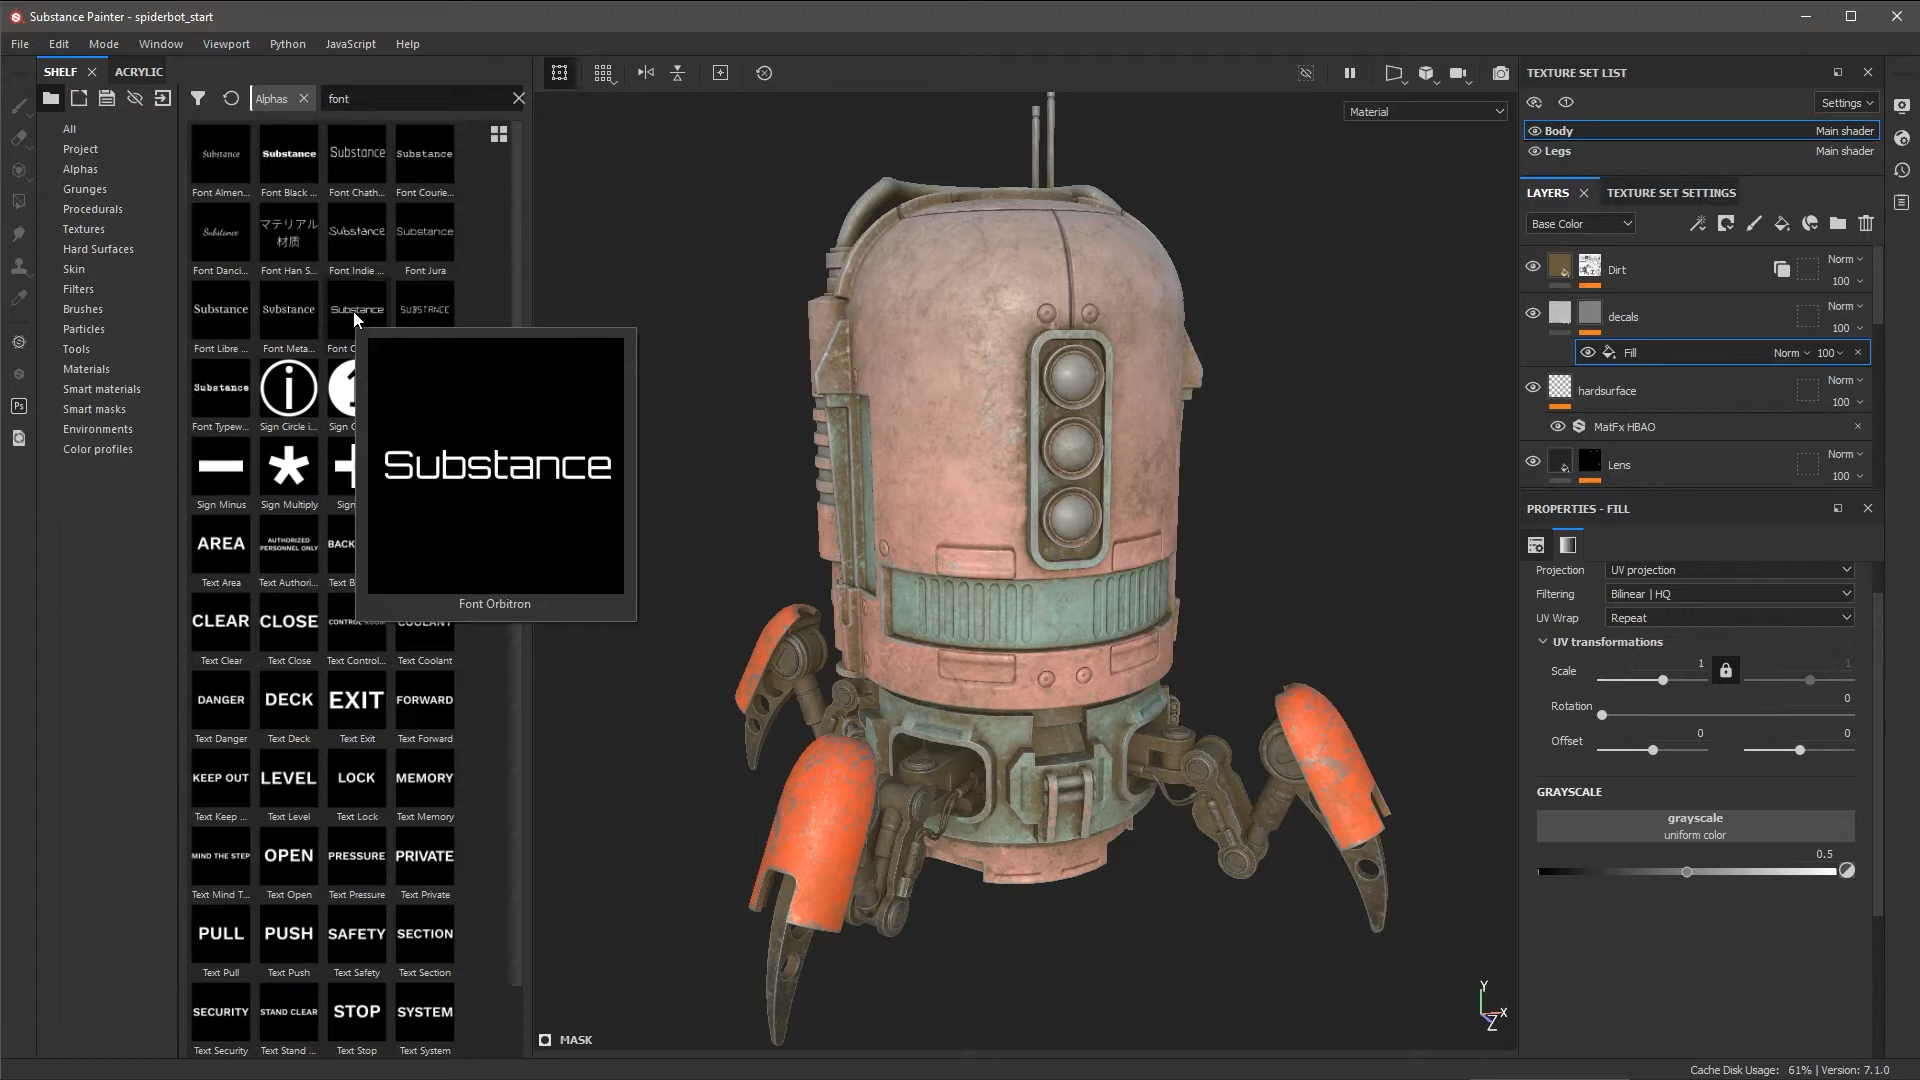 Substance Painter - spiderbot_start
File Edit Mode Window Viewport Python JavaScript Help
SHELF ACRYLIC
Alphas font
All
Project
Alphas
Grunges
Procedurals
Textures
Hard Surfaces
Skin
Filters
Brushes
Particles
Tools
Materials
Smart materials
Smart masks
Environments
Color profiles
Ps
Substance Substance Substance Substance
Font Almen... Font Black ... Font Chath... Font Courie...
Substance マテリアル Substance Substance
材质
Font Danci... Font Han S... Font Indie ... Font Jura
Substance Substance Substance SUBSTANCE
Font Libre ... Font Meta...
Substance
Font Typew... Sign Circle i
Sign Minus Sign Multiply
AREA AUTHORIZED PERSONNEL ONLY
Text Area Text Authori...
CLEAR CLOSE CONTROL ROOM COOLANT
Text Clear Text Close Text Control... Text Coolant
DANGER DECK EXIT FORWARD
Text Danger Text Deck Text Exit Text Forward
KEEP OUT LEVEL LOCK MEMORY
Text Keep ... Text Level Text Lock Text Memory
MIND THE STEP OPEN PRESSURE PRIVATE
Text Mind T... Text Open Text Pressure Text Private
PULL PUSH SAFETY SECTION
Text Pull Text Push Text Safety Text Section
SECURITY STAND CLEAR STOP SYSTEM
Text Security Text Stand ... Text Stop Text System
Substance
Font Orbitron
Material
MASK
Y
X
Z
TEXTURE SET LIST
Settings
Body Main shader
Legs Main shader
LAYERS TEXTURE SET SETTINGS
Base Color
Dirt Norm
100
decals Norm
100
Fill Norm 100
hardsurface Norm
100
MatFx HBAO
Lens Norm
100
PROPERTIES - FILL
Projection UV projection
Filtering Bilinear | HQ
UV Wrap Repeat
UV transformations
Scale 1 1
Rotation 0
Offset 0 0
GRAYSCALE
grayscale
uniform color
0.5
Cache Disk Usage: 61% | Version: 7.1.0